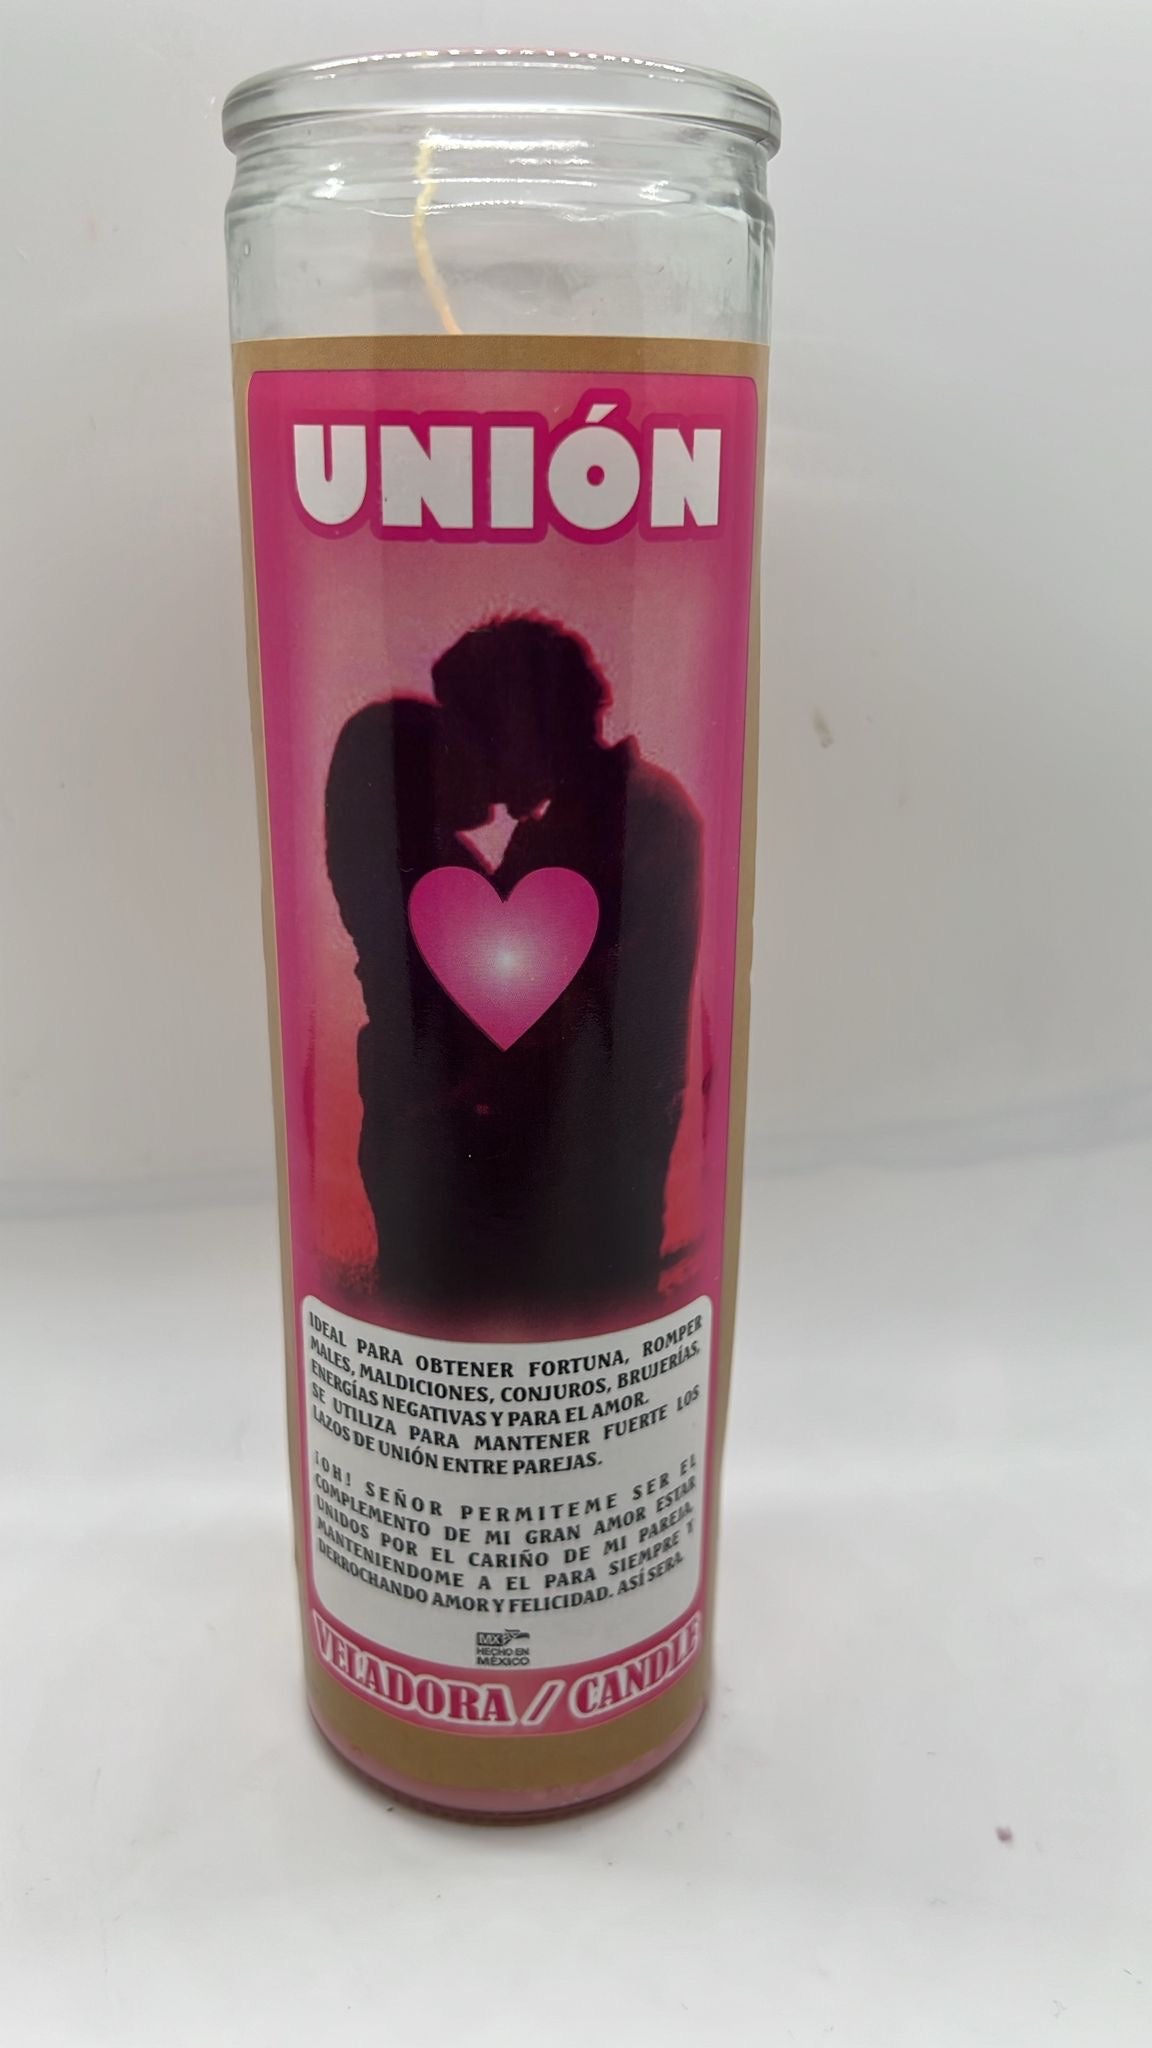 UNIÓN
IDEAL PARA OBTENER FORTUNA, ROMPER
MALES, MALDICIONES, CONJUROS, BRUJERÍAS,
ENERGÍAS NEGATIVAS Y PARA EL AMOR.
SE UTILIZA PARA MANTENER FUERTE LOS
LAZOS DE UNIÓN ENTRE PAREJAS.
¡OH! SEÑOR PERMITEME SER EL
COMPLEMENTO DE MI GRAN AMOR ESTAR
UNIDOS POR EL CARIÑO DE MI PAREJA,
MANTENIENDOME A EL PARA SIEMPRE Y
DERROCHANDO AMOR Y FELICIDAD. ASÍ SERA.
MX
HECHO EN
MÉXICO
VELADORA / CANDLE